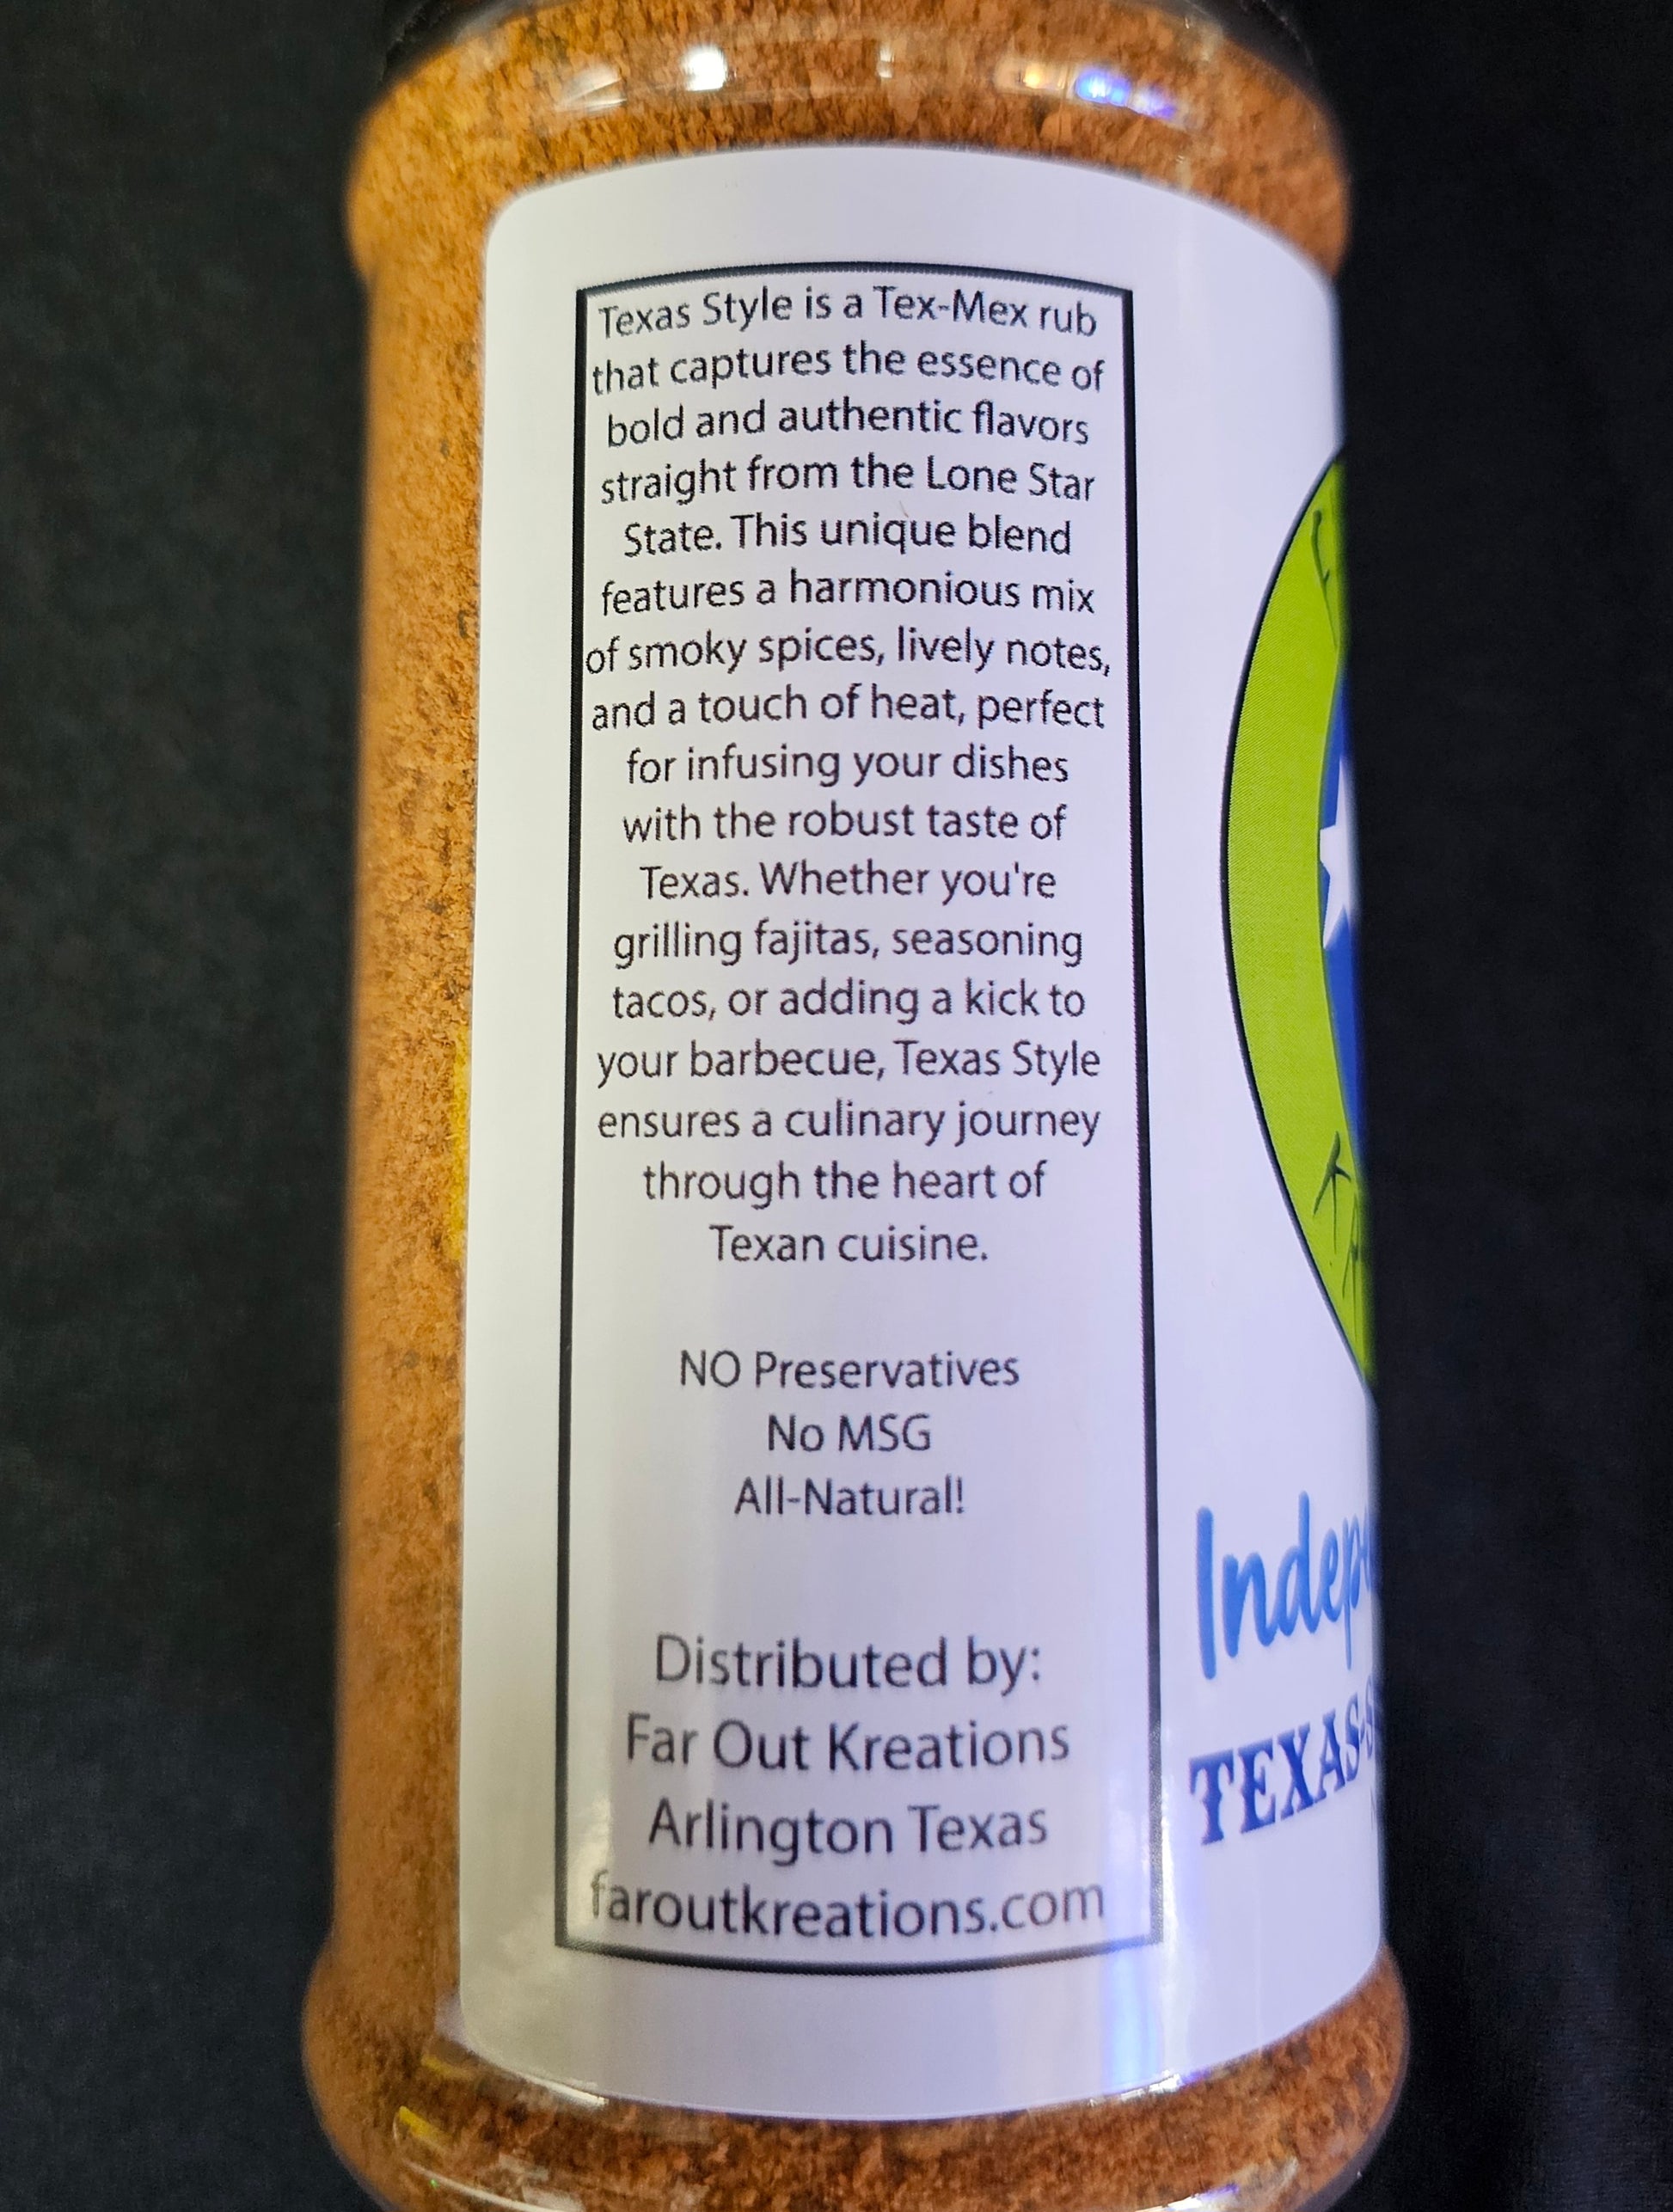 Texas Style is a Tex-Mex rub
that captures the essence of
bold and authentic flavors
straight from the Lone Star
State. This unique blend
features a harmonious mix
of smoky spices, lively notes,
and a touch of heat, perfect
for infusing your dishes
with the robust taste of
Texas. Whether you're
grilling fajitas, seasoning
tacos, or adding a kick to
your barbecue, Texas Style
ensures a culinary journey
through the heart of
Texan cuisine.
NO Preservatives
No MSG
All-Natural!
Distributed by:
Far Out Kreations
Arlington Texas
faroutkreations.com
TEXAS-S